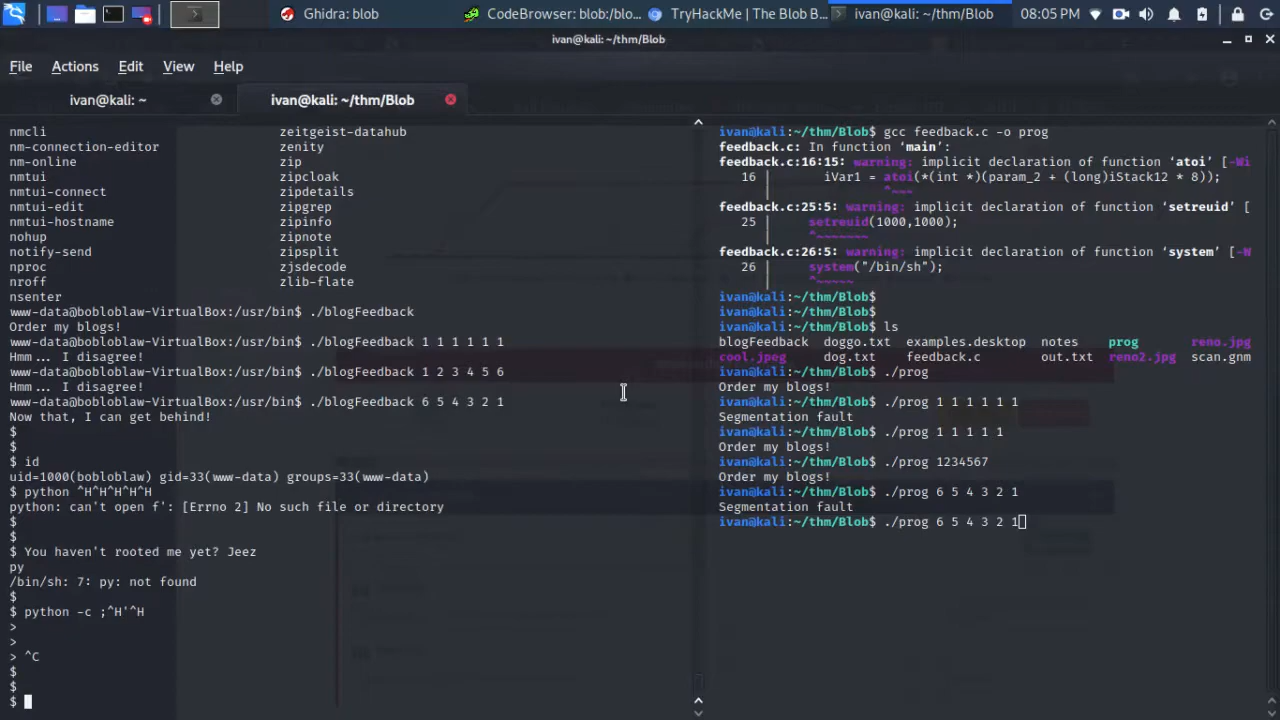 Ghidra: blob
CodeBrowser: blob:/blo...
TryHackMe | The Blob B...
ivan@kali: ~/thm/Blob
08:05 PM
ivan@kali: ~/thm/Blob
File Actions Edit View Help
ivan@kali: ~
ivan@kali: ~/thm/Blob
nmcli zeitgeist-datahub
nm-connection-editor zenity
nm-online zip
nmtui zipcloak
nmtui-connect zipdetails
nmtui-edit zipgrep
nmtui-hostname zipinfo
nohup zipnote
notify-send zipsplit
nproc zjsdecode
nroff zlib-flate
nsenter
www-data@bobloblaw-VirtualBox:/usr/bin$ ./blogFeedback
Order my blogs!
www-data@bobloblaw-VirtualBox:/usr/bin$ ./blogFeedback 1 1 1 1 1 1
Hmm... I disagree!
www-data@bobloblaw-VirtualBox:/usr/bin$ ./blogFeedback 1 2 3 4 5 6
Hmm... I disagree!
www-data@bobloblaw-VirtualBox:/usr/bin$ ./blogFeedback 6 5 4 3 2 1
Now that, I can get behind!
$
$
$ id
uid=1000(bobloblaw) gid=33(www-data) groups=33(www-data)
$ python ^H^H^H^H^H
python: can't open f': [Errno 2] No such file or directory
$
$
$ You haven't rooted me yet? Jeez
py
/bin/sh: 7: py: not found
$
$ python -c ;^H'^H
>
>
> ^C
$
$
$
ivan@kali:~/thm/Blob$ gcc feedback.c -o prog
feedback.c: In function ‘main’:
feedback.c:16:15: warning: implicit declaration of function ‘atoi’ [-Wi
16 | iVar1 = atoi(*(int *)(param_2 + (long)iStack12 * 8));
| ^~~~
feedback.c:25:5: warning: implicit declaration of function ‘setreuid’ [
25 | setreuid(1000,1000);
| ^~~~~~~~
feedback.c:26:5: warning: implicit declaration of function ‘system’ [-W
26 | system("/bin/sh");
| ^~~~~~
ivan@kali:~/thm/Blob$
ivan@kali:~/thm/Blob$
ivan@kali:~/thm/Blob$ ls
blogFeedback doggo.txt examples.desktop notes prog reno.jpg
cool.jpeg dog.txt feedback.c out.txt reno2.jpg scan.gnm
ivan@kali:~/thm/Blob$ ./prog
Order my blogs!
ivan@kali:~/thm/Blob$ ./prog 1 1 1 1 1 1
Segmentation fault
ivan@kali:~/thm/Blob$ ./prog 1 1 1 1 1
Order my blogs!
ivan@kali:~/thm/Blob$ ./prog 1234567
Order my blogs!
ivan@kali:~/thm/Blob$ ./prog 6 5 4 3 2 1
Segmentation fault
ivan@kali:~/thm/Blob$ ./prog 6 5 4 3 2 1